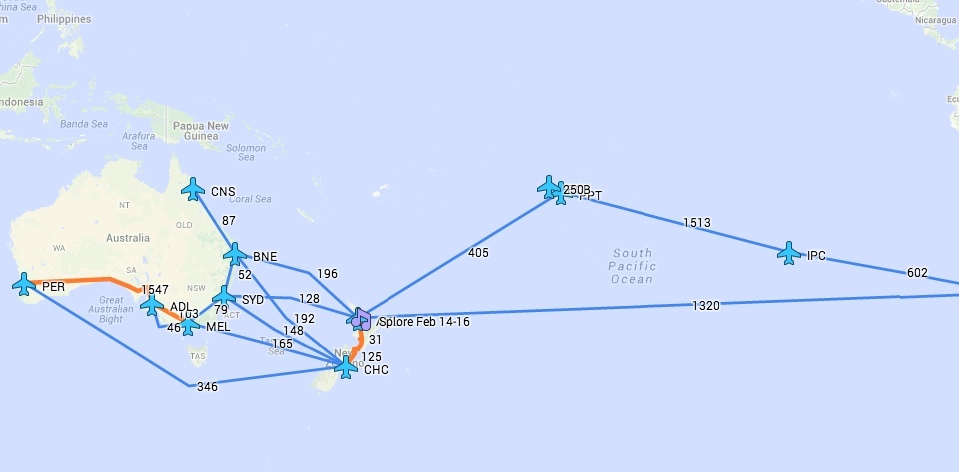 Philippines
Nicaragua
ndonesia
Banda Sea
Arafura
Sea
Papua New
Guinea
Solomon
Sea
CNS
Coral Sea
NT
QLD
87
Australia
WA
BNE
SA
52
196
PER
1547
NSW
SYD
128
Great
Australian
Bight
ADL
103
79
ACT
46
MEL
192
148
165
TAS
346
Splore Feb 14-16
31
125
CHC
405
PPT
1513
South
Pacific
Ocean
IPC
602
1320